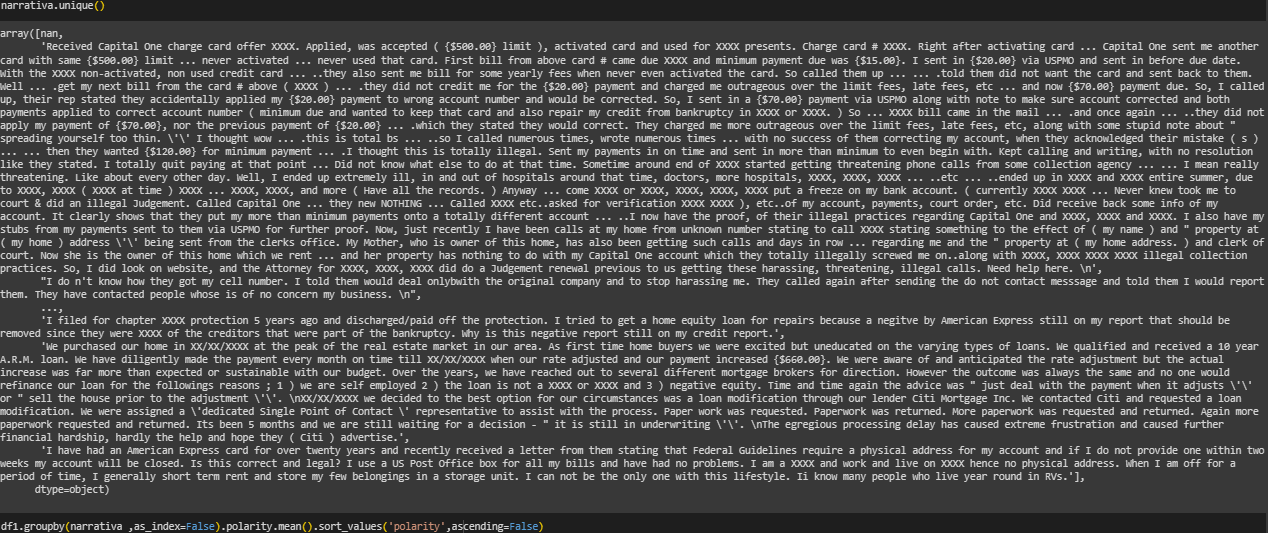 narrativa.unique()
array([nan,
'Received Capital One charge card offer XXXX. Applied, was accepted ( {$500.00} limit ), activated card and used for XXXX presents. Charge card # XXXX. Right after activating card ... Capital One sent me another
card with same {$500.00} limit ... never activated ... never used that card. First bill from above card # came due XXXX and minimum payment due was {$15.00}. I sent in {$20.00} via USPMO and sent in before due date.
With the XXXX non-activated, non used credit card ... ..they also sent me bill for some yearly fees when never even activated the card. So called them up ... ... .told them did not want the card and sent back to them.
Well ... .get my next bill from the card # above ( XXXX ) ... .they did not credit me for the {$20.00} payment and charged me outrageous over the limit fees, late fees, etc ... and now {$70.00} payment due. So, I called
up, their rep stated they accidentally applied my {$20.00} payment to wrong account number and would be corrected. So, I sent in a {$70.00} payment via USPMO along with note to make sure account corrected and both
payments applied to correct account number ( minimum due and wanted to keep that card and also repair my credit from bankruptcy in XXXX or XXXX. ) So ... XXXX bill came in the mail ... .and once again ... ..they did not
apply my payment of {$70.00}, nor the previous payment of {$20.00} ... .which they stated they would correct. They charged me more outrageous over the limit fees, late fees, etc, along with some stupid note about "
spreading yourself too thin. \'\' I thought wow ... .this is total bs ... ..so I called numerous times, wrote numerous times ... with no success of them correcting my account, when they acknowledged their mistake ( s )
... ... then they wanted {$120.00} for minimum payment ... .I thought this is totally illegal. Sent my payments in on time and sent in more than minimum to even begin with. Kept calling and writing, with no resolution
like they stated. I totally quit paying at that point ... Did not know what else to do at that time. Sometime around end of XXXX started getting threatening phone calls from some collection agency ... ... I mean really
threatening. Like about every other day. Well, I ended up extremely ill, in and out of hospitals around that time, doctors, more hospitals, XXXX, XXXX, XXXX ... ..etc ... ..ended up in XXXX and XXXX entire summer, due
to XXXX, XXXX ( XXXX at time ) XXXX ... XXXX, XXXX, and more ( Have all the records. ) Anyway ... come XXXX or XXXX, XXXX, XXXX, XXXX put a freeze on my bank account. ( currently XXXX XXXX ... Never knew took me to
court & did an illegal Judgement. Called Capital One ... they new NOTHING ... Called XXXX etc..asked for verification XXXX XXXX ), etc..of my account, payments, court order, etc. Did receive back some info of my
account. It clearly shows that they put my more than minimum payments onto a totally different account ... ..I now have the proof, of their illegal practices regarding Capital One and XXXX, XXXX and XXXX. I also have my
stubs from my payments sent to them via USPMO for further proof. Now, just recently I have been calls at my home from unknown number stating to call XXXX stating something to the effect of ( my name ) and " property at
( my home ) address \'\' being sent from the clerks office. My Mother, who is owner of this home, has also been getting such calls and days in row ... regarding me and the " property at ( my home address. ) and clerk of
court. Now she is the owner of this home which we rent ... and her property has nothing to do with my Capital One account which they totally illegally screwed me on..along with XXXX, XXXX XXXX XXXX illegal collection
practices. So, I did look on website, and the Attorney for XXXX, XXXX, XXXX did do a Judgement renewal previous to us getting these harassing, threatening, illegal calls. Need help here. \n',
"I do n't know how they got my cell number. I told them would deal onlybwith the original company and to stop harassing me. They called again after sending the do not contact messsage and told them I would report
them. They have contacted people whose is of no concern my business. \n",
...,
'I filed for chapter XXXX protection 5 years ago and discharged/paid off the protection. I tried to get a home equity loan for repairs because a negitve by American Express still on my report that should be
removed since they were XXXX of the creditors that were part of the bankruptcy. Why is this negative report still on my credit report.',
'We purchased our home in XX/XX/XXXX at the peak of the real estate market in our area. As first time home buyers we were excited but uneducated on the varying types of loans. We qualified and received a 10 year
A.R.M. loan. We have diligently made the payment every month on time till XX/XX/XXXX when our rate adjusted and our payment increased {$660.00}. We were aware of and anticipated the rate adjustment but the actual
increase was far more than expected or sustainable with our budget. Over the years, we have reached out to several different mortgage brokers for direction. However the outcome was always the same and no one would
refinance our loan for the followings reasons ; 1 ) we are self employed 2 ) the loan is not a XXXX or XXXX and 3 ) negative equity. Time and time again the advice was " just deal with the payment when it adjusts \'\'
or " sell the house prior to the adjustment \'\'. \nXX/XX/XXXX we decided to the best option for our circumstances was a loan modification through our lender Citi Mortgage Inc. We contacted Citi and requested a loan
modification. We were assigned a \'dedicated Single Point of Contact \' representative to assist with the process. Paper work was requested. Paperwork was returned. More paperwork was requested and returned. Again more
paperwork requested and returned. Its been 5 months and we are still waiting for a decision - " it is still in underwriting \'\'. \nThe egregious processing delay has caused extreme frustration and caused further
financial hardship, hardly the help and hope they ( Citi ) advertise.',
'I have had an American Express card for over twenty years and recently received a letter from them stating that Federal Guidelines require a physical address for my account and if I do not provide one within two
weeks my account will be closed. Is this correct and legal? I use a US Post Office box for all my bills and have had no problems. I am a XXXX and work and live on XXXX hence no physical address. When I am off for a
period of time, I generally short term rent and store my few belongings in a storage unit. I can not be the only one with this lifestyle. Ii know many people who live year round in RVs.'],
dtype=object)
df1.groupby(narrativa ,as_index=False).polarity.mean().sort_values('polarity',ascending=False)